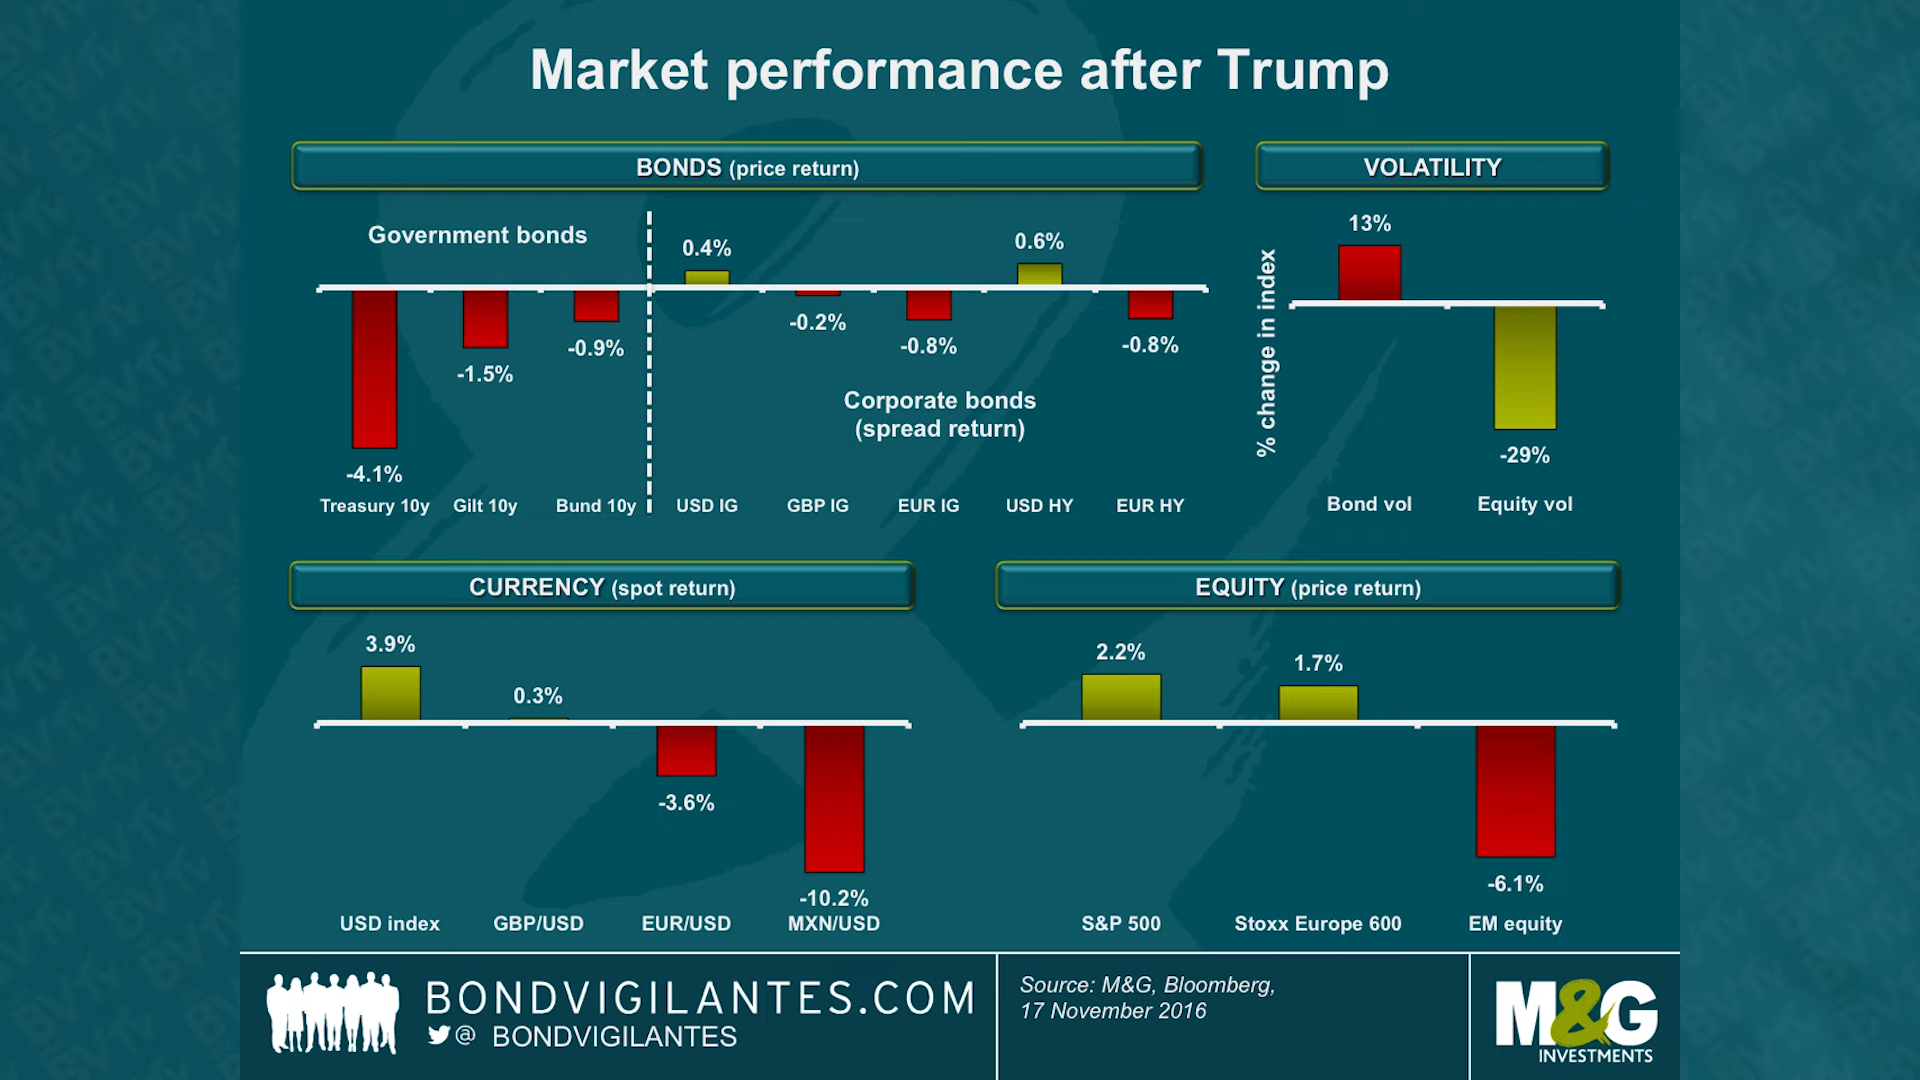 Market performance after Trump
BONDS (price return)
VOLATILITY
Government bonds
0.4%
0.6%
-4.1%
-1.5%
-0.9%
-0.2%
-0.8%
-0.8%
Corporate bonds
(spread return)
Treasury 10y
Gilt 10y
Bund 10y
USD IG
GBP IG
EUR IG
USD HY
EUR HY
% change in index
13%
-29%
Bond vol
Equity vol
CURRENCY (spot return)
3.9%
0.3%
-3.6%
-10.2%
USD index
GBP/USD
EUR/USD
MXN/USD
EQUITY (price return)
2.2%
1.7%
-6.1%
S&P 500
Stoxx Europe 600
EM equity
BONDVIGILANTES.COM
@ BONDVIGILANTES
Source: M&G, Bloomberg,
17 November 2016
M&G
INVESTMENTS